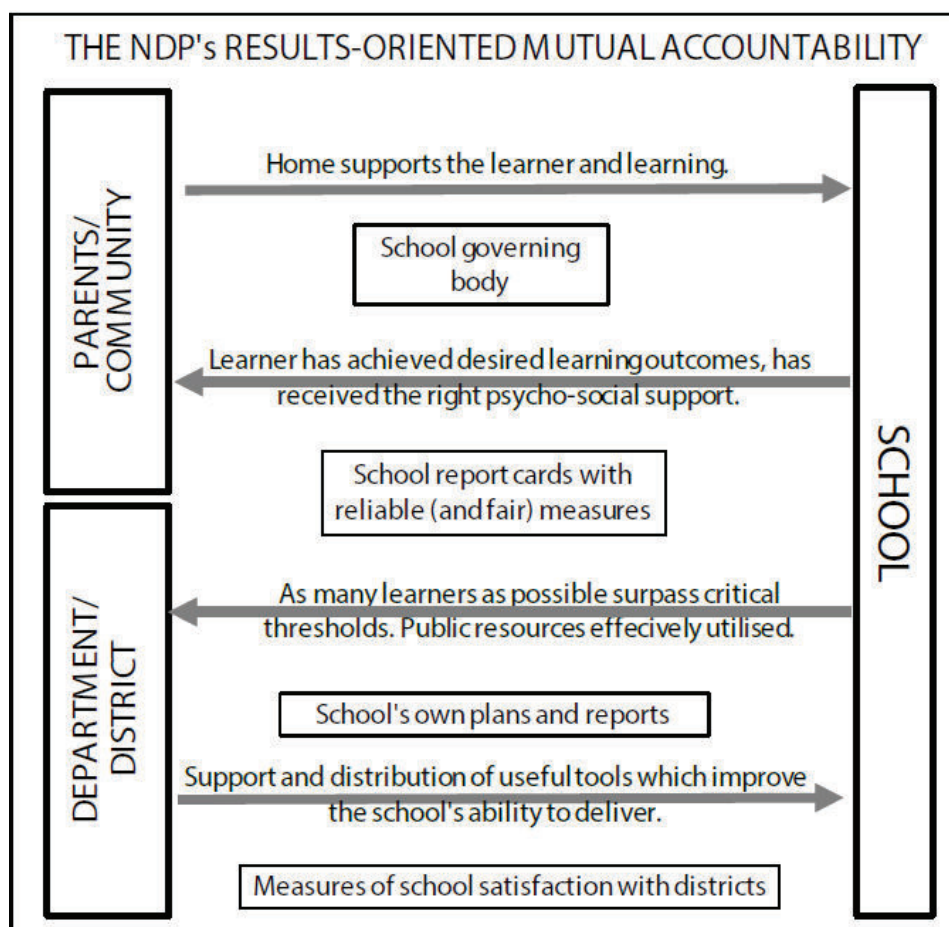 THE NDP's RESULTS-ORIENTED MUTUAL ACCOUNTABILITY
PARENTS/
COMMUNITY
Home supports the learner and learning.
School governing
body
Learner has achieved desired learning outcomes, has
received the right psycho-social support.
School report cards with
reliable (and fair) measures
SCHOOL
DEPARTMENT/
DISTRICT
As many learners as possible surpass critical
thresholds. Public resources effecively utilised.
School's own plans and reports
Support and distribution of useful tools which improve
the school's ability to deliver.
Measures of school satisfaction with districts